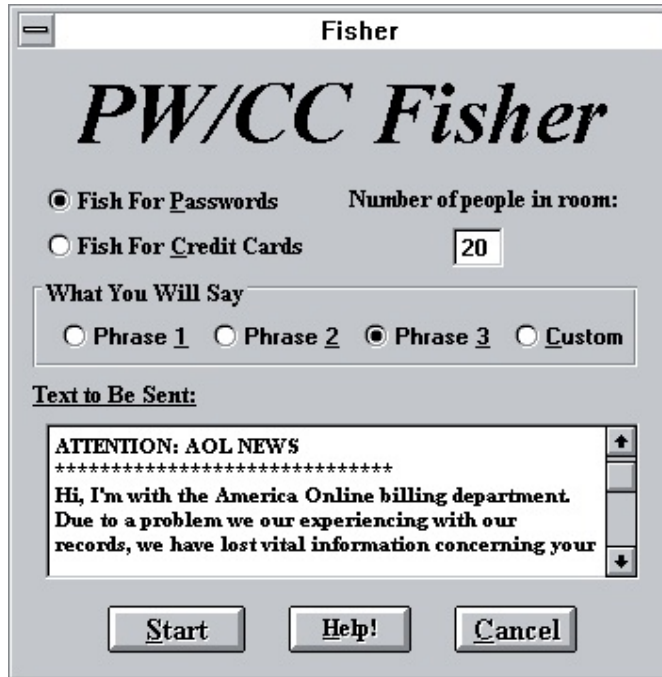 Fisher
PW/CC Fisher
Fish For Passwords
Number of people in room:
Fish For Credit Cards
20
What You Will Say
Phrase 1 Phrase 2 Phrase 3 Custom
Text to Be Sent:
ATTENTION: AOL NEWS
*******************************
Hi, I'm with the America Online billing department.
Due to a problem we our experiencing with our
records, we have lost vital information concerning your
Start Help! Cancel